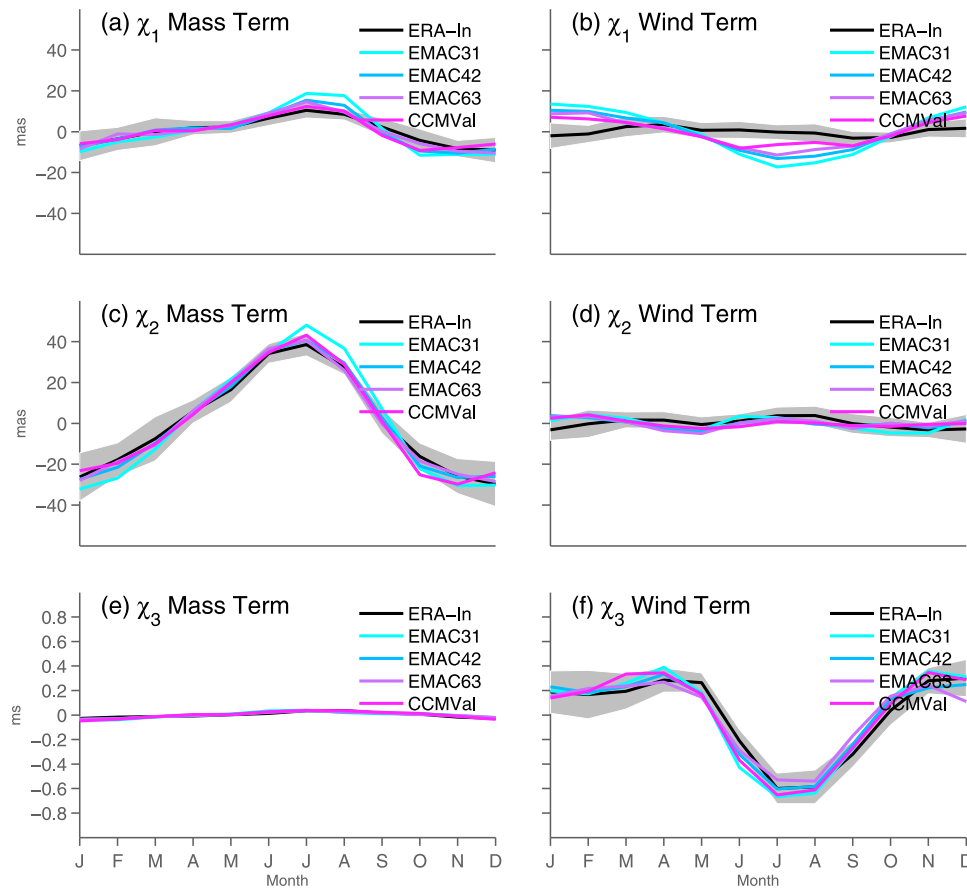 (a) χ1 Mass Term
ERA−In
EMAC31
EMAC42
EMAC63
CCMVal
40
20
0
−20
−40
mas
(b) χ1 Wind Term
ERA−In
EMAC31
EMAC42
EMAC63
CCMVal
(c) χ2 Mass Term
ERA−In
EMAC31
EMAC42
EMAC63
CCMVal
40
20
0
−20
−40
mas
(d) χ2 Wind Term
ERA−In
EMAC31
EMAC42
EMAC63
CCMVal
(e) χ3 Mass Term
ERA−In
EMAC31
EMAC42
EMAC63
CCMVal
0.8
0.6
0.4
0.2
0
−0.2
−0.4
−0.6
−0.8
ms
J F M A M J J A S O N D
Month
(f) χ3 Wind Term
ERA−In
EMAC31
EMAC42
EMAC63
CCMVal
J F M A M J J A S O N D
Month